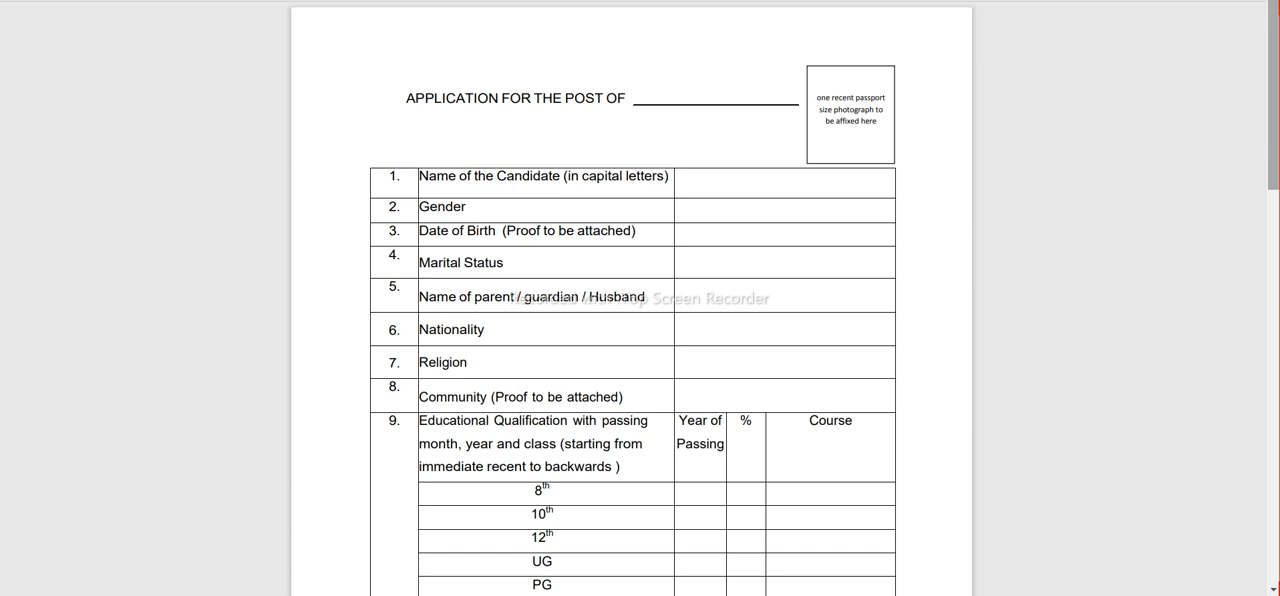 APPLICATION FOR THE POST OF
one recent passport
size photograph to
be affixed here
1. Name of the Candidate (in capital letters)
2. Gender
3. Date of Birth (Proof to be attached)
4. Marital Status
5. Name of parent / guardian / Husband
Recorded with iTop Screen Recorder
6. Nationality
7. Religion
8. Community (Proof to be attached)
9. Educational Qualification with passing
month, year and class (starting from
immediate recent to backwards )
Year of
Passing
%
Course
8th
10th
12th
UG
PG